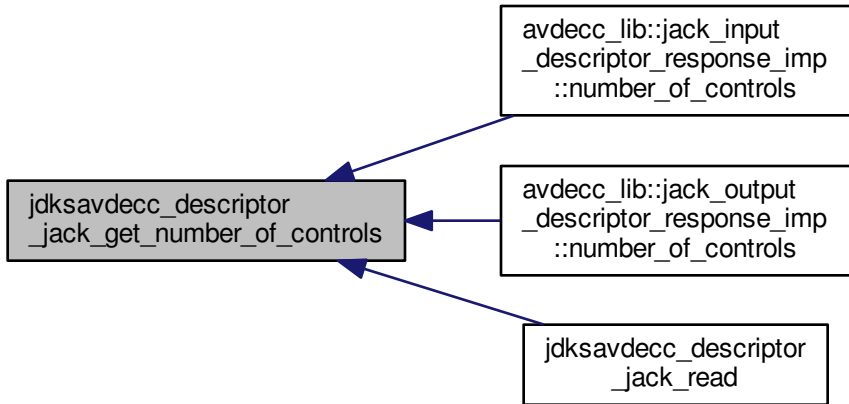 avdecc_lib::jack_input
_descriptor_response_imp
::number_of_controls
jdksavdecc_descriptor
_jack_get_number_of_controls
avdecc_lib::jack_output
_descriptor_response_imp
::number_of_controls
jdksavdecc_descriptor
_jack_read